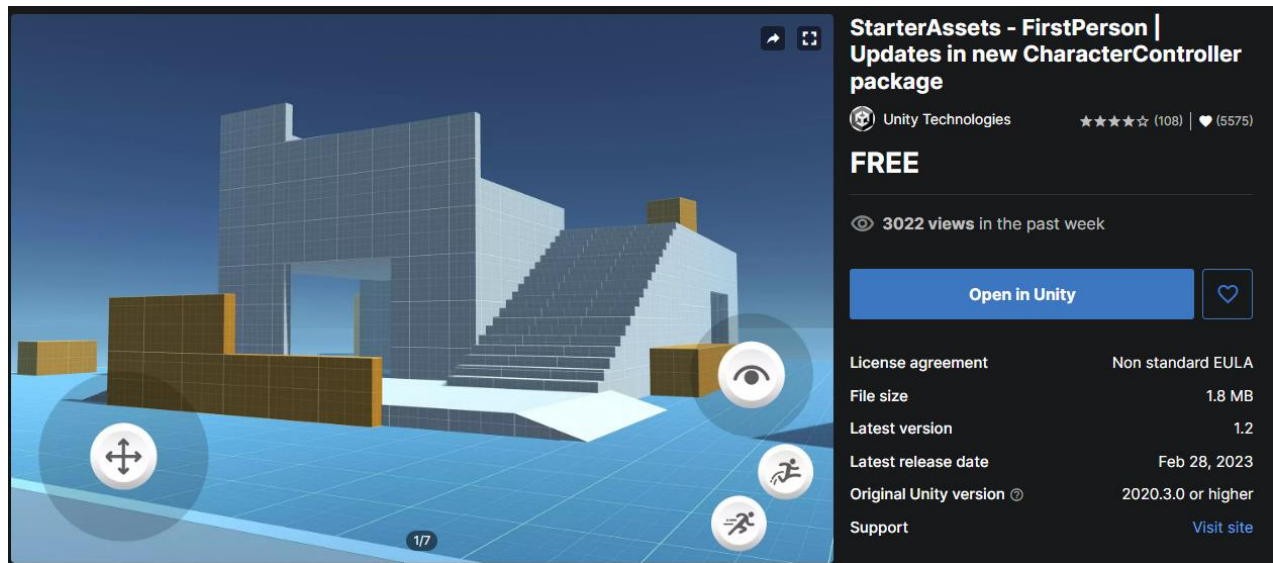 StarterAssets - FirstPerson |
Updates in new CharacterController
package
Unity Technologies
(108) | (5575)
FREE
3022 views in the past week
Open in Unity
License agreement Non standard EULA
File size 1.8 MB
Latest version 1.2
Latest release date Feb 28, 2023
Original Unity version 2020.3.0 or higher
Support Visit site
1/7